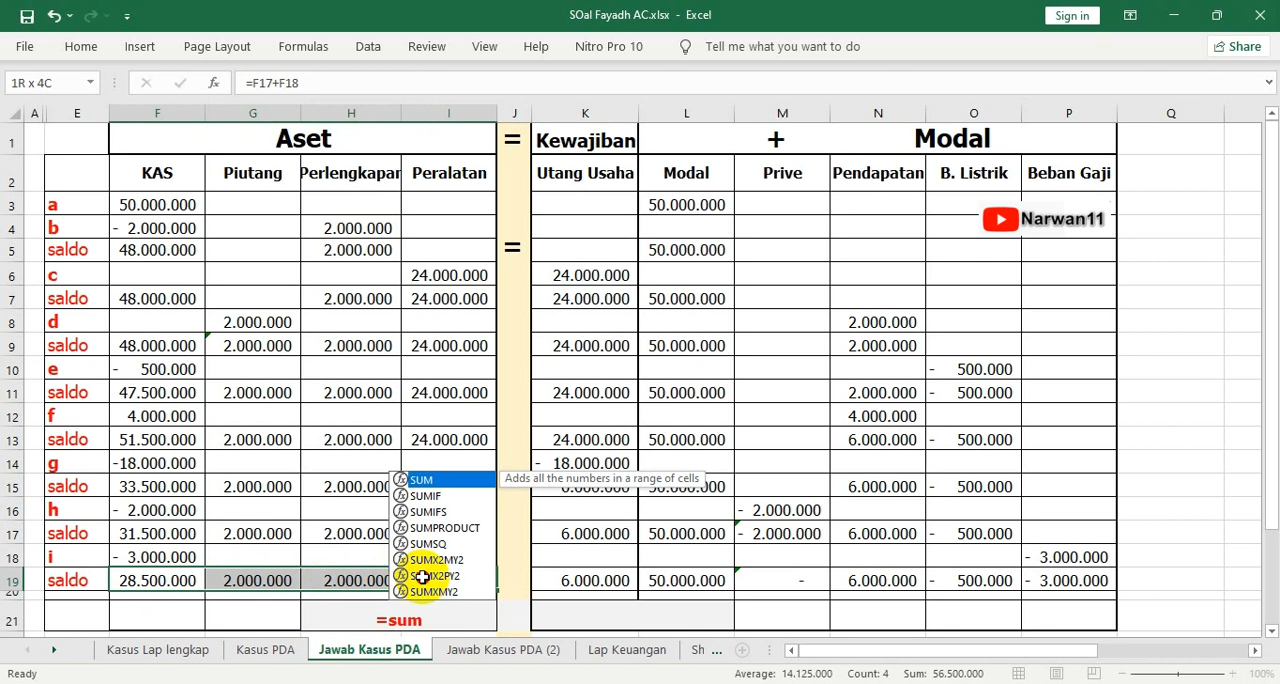 SOal Fayadh AC.xlsx - Excel
Sign in
File Home Insert Page Layout Formulas Data Review View Help Nitro Pro 10 Tell me what you want to do Share
1R x 4C fx =F17+F18
A E F G H I J K L M N O P Q
1 Aset = Kewajiban + Modal
2 KAS Piutang Perlengkapan Peralatan Utang Usaha Modal Prive Pendapatan B. Listrik Beban Gaji
3 a 50.000.000 50.000.000
Narwan11
4 b - 2.000.000 2.000.000
5 saldo 48.000.000 2.000.000 = 50.000.000
6 c 24.000.000 24.000.000
7 saldo 48.000.000 2.000.000 24.000.000 24.000.000 50.000.000
8 d 2.000.000 2.000.000
9 saldo 48.000.000 2.000.000 2.000.000 24.000.000 24.000.000 50.000.000 2.000.000
10 e - 500.000 - 500.000
11 saldo 47.500.000 2.000.000 2.000.000 24.000.000 24.000.000 50.000.000 2.000.000 - 500.000
12 f 4.000.000 4.000.000
13 saldo 51.500.000 2.000.000 2.000.000 24.000.000 24.000.000 50.000.000 6.000.000 - 500.000
14 g -18.000.000 - 18.000.000
15 saldo 33.500.000 2.000.000 2.000.000 6.000.000 50.000.000 6.000.000 - 500.000
16 h - 2.000.000 - 2.000.000
17 saldo 31.500.000 2.000.000 2.000.000 6.000.000 50.000.000 - 2.000.000 6.000.000 - 500.000
18 i - 3.000.000 - 3.000.000
19 saldo 28.500.000 2.000.000 2.000.000 6.000.000 50.000.000 - 6.000.000 - 500.000 - 3.000.000
20
21 =sum
SUM Adds all the numbers in a range of cells
SUMIF
SUMIFS
SUMPRODUCT
SUMSQ
SUMX2MY2
SUMX2PY2
SUMXMY2
Kasus Lap lengkap Kasus PDA Jawab Kasus PDA Jawab Kasus PDA (2) Lap Keuangan Sh ...
Ready Average: 14.125.000 Count: 4 Sum: 56.500.000 100%